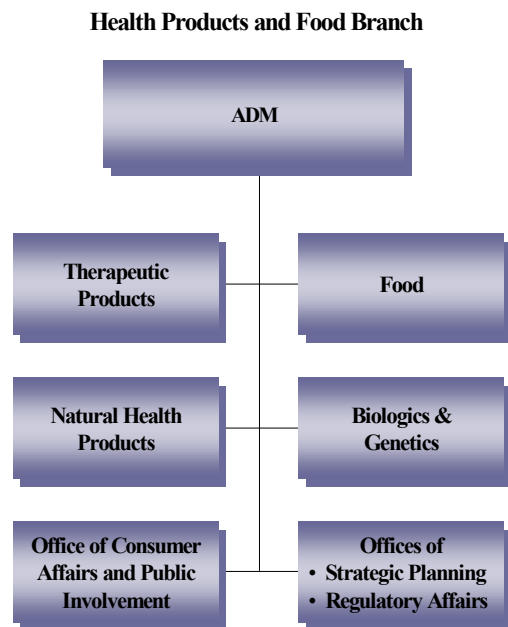 Health Products and Food Branch
ADM
Therapeutic
Products
Food
Natural Health
Products
Biologics &
Genetics
Office of Consumer
Affairs and Public
Involvement
Offices of
• Strategic Planning
• Regulatory Affairs